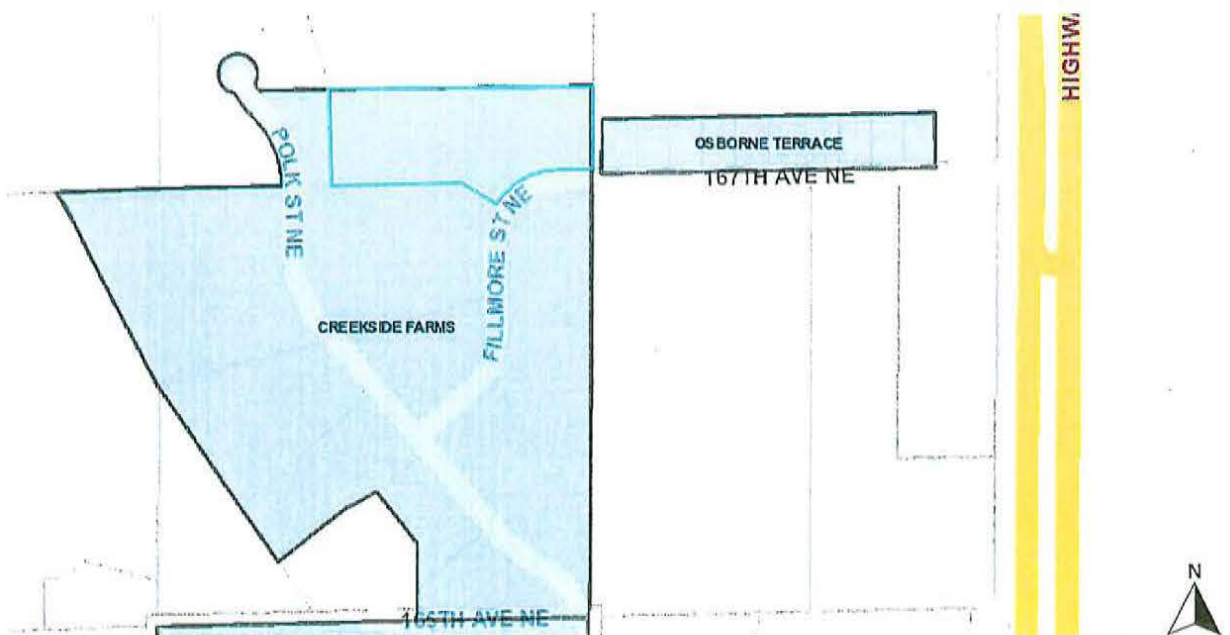 HIGHW
OSBORNE TERRACE
167TH AVE NE
POLK ST NE
FILLMORE ST NE
CREEKSIDE FARMS
165TH AVE NE
N